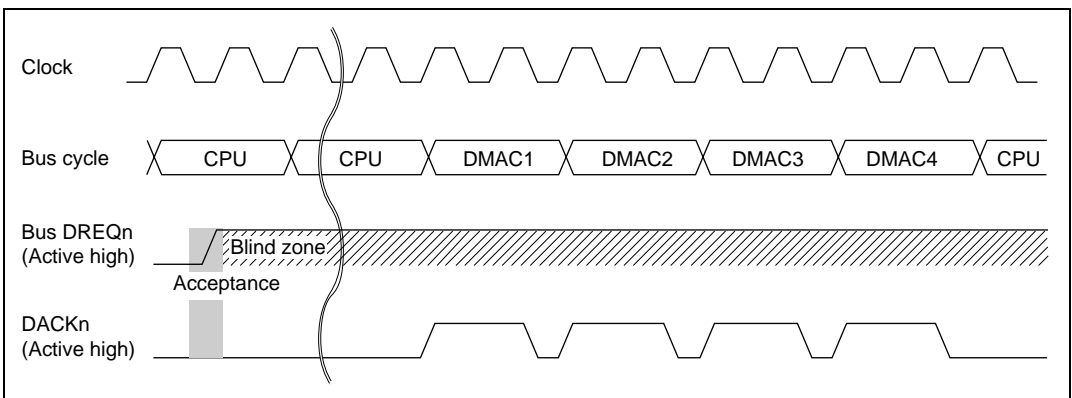 Clock
Bus cycle
CPU
CPU
DMAC1
DMAC2
DMAC3
DMAC4
CPU
Bus DREQn
(Active high)
Blind zone
Acceptance
DACKn
(Active high)